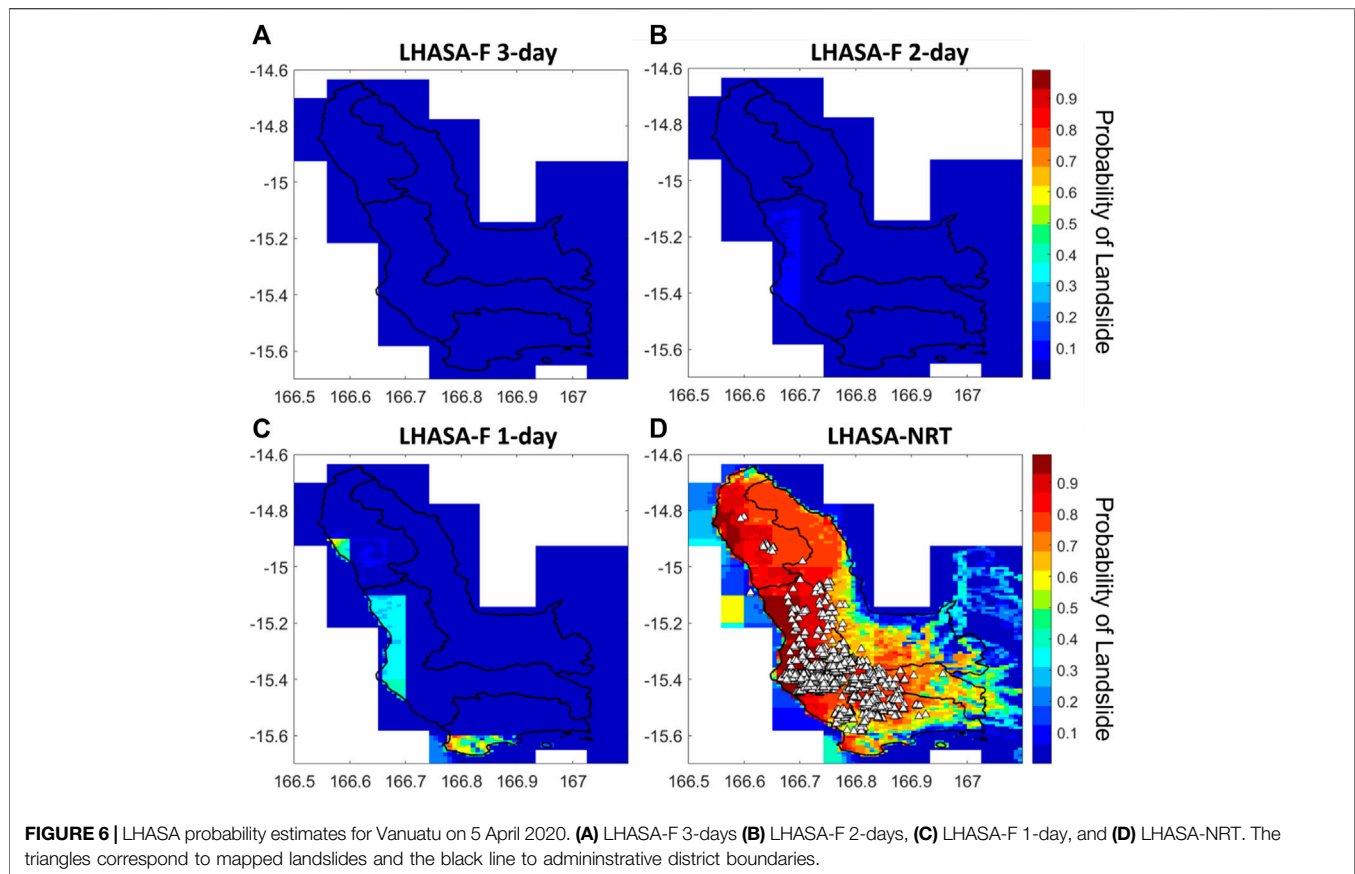 A
LHASA-F 3-day
-14.6
-14.8
-15
-15.2
-15.4
-15.6
166.5 166.6 166.7 166.8 166.9 167
B
LHASA-F 2-day
-14.6
-14.8
-15
-15.2
-15.4
-15.6
166.5 166.6 166.7 166.8 166.9 167
0.9
0.8
0.7
0.6
0.5
0.4
0.3
0.2
0.1
Probability of Landslide
C
LHASA-F 1-day
-14.6
-14.8
-15
-15.2
-15.4
-15.6
166.5 166.6 166.7 166.8 166.9 167
D
LHASA-NRT
-14.6
-14.8
-15
-15.2
-15.4
-15.6
166.5 166.6 166.7 166.8 166.9 167
0.9
0.8
0.7
0.6
0.5
0.4
0.3
0.2
0.1
Probability of Landslide
FIGURE 6 | LHASA probability estimates for Vanuatu on 5 April 2020. (A) LHASA-F 3-days (B) LHASA-F 2-days, (C) LHASA-F 1-day, and (D) LHASA-NRT. The
triangles correspond to mapped landslides and the black line to admininstrative district boundaries.